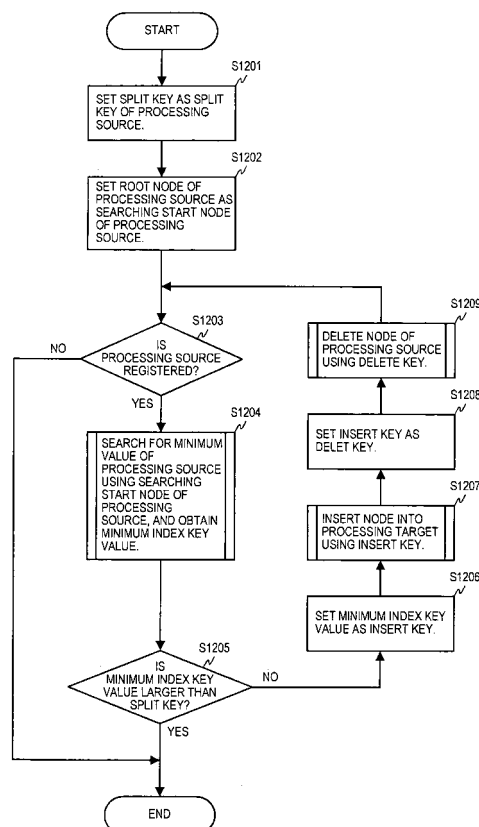 START
S1201
SET SPLIT KEY AS SPLIT
KEY OF PROCESSING
SOURCE.
S1202
SET ROOT NODE OF
PROCESSING SOURCE AS
SEARCHING START NODE
OF PROCESSING
SOURCE.
S1203
IS
PROCESSING SOURCE
REGISTERED?
NO
YES
S1204
SEARCH FOR MINIMUM
VALUE OF
PROCESSING SOURCE
USING SEARCHING
START NODE OF
PROCESSING
SOURCE, AND OBTAIN
MINIMUM INDEX KEY
VALUE.
S1205
IS
MINIMUM INDEX KEY
VALUE LARGER THAN
SPLIT KEY?
NO
YES
S1206
SET MINIMUM INDEX KEY
VALUE AS INSERT KEY.
S1207
INSERT NODE INTO
PROCESSING TARGET
USING INSERT KEY.
S1208
SET INSERT KEY AS
DELET KEY.
S1209
DELETE NODE OF
PROCESSING SOURCE
USING DELETE KEY.
END